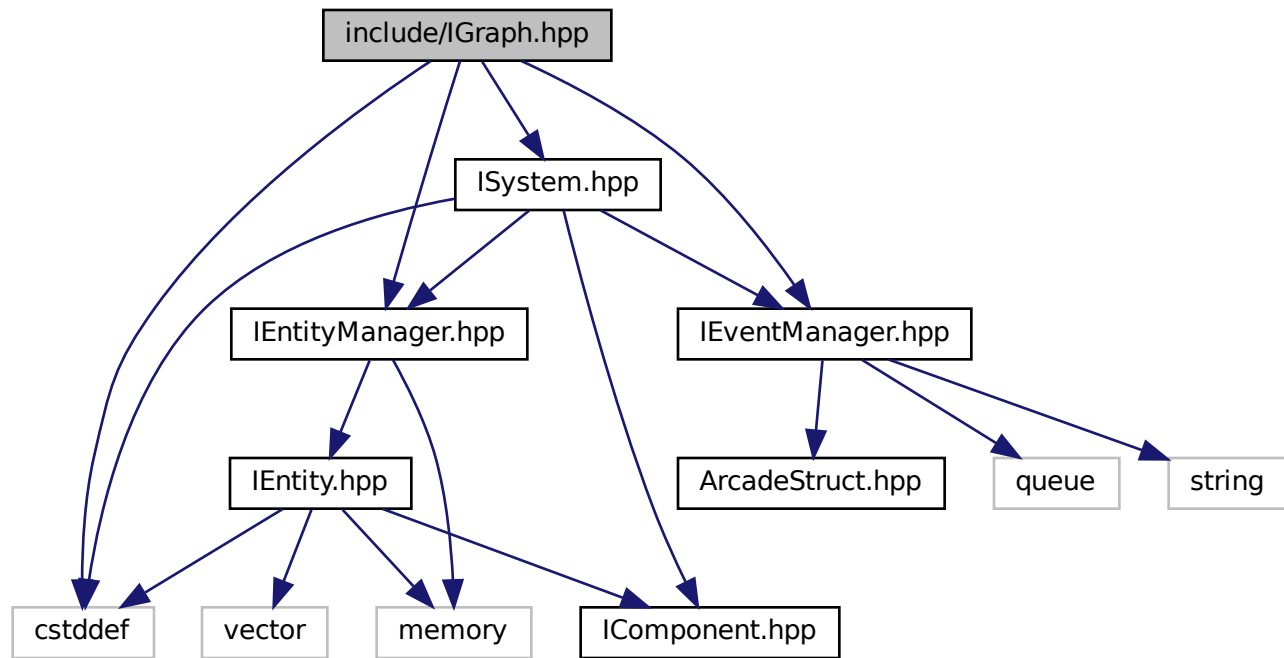 include/IGraph.hpp
ISystem.hpp
IEntityManager.hpp
IEventManager.hpp
IEntity.hpp
ArcadeStruct.hpp
queue
string
cstddef
vector
memory
IComponent.hpp